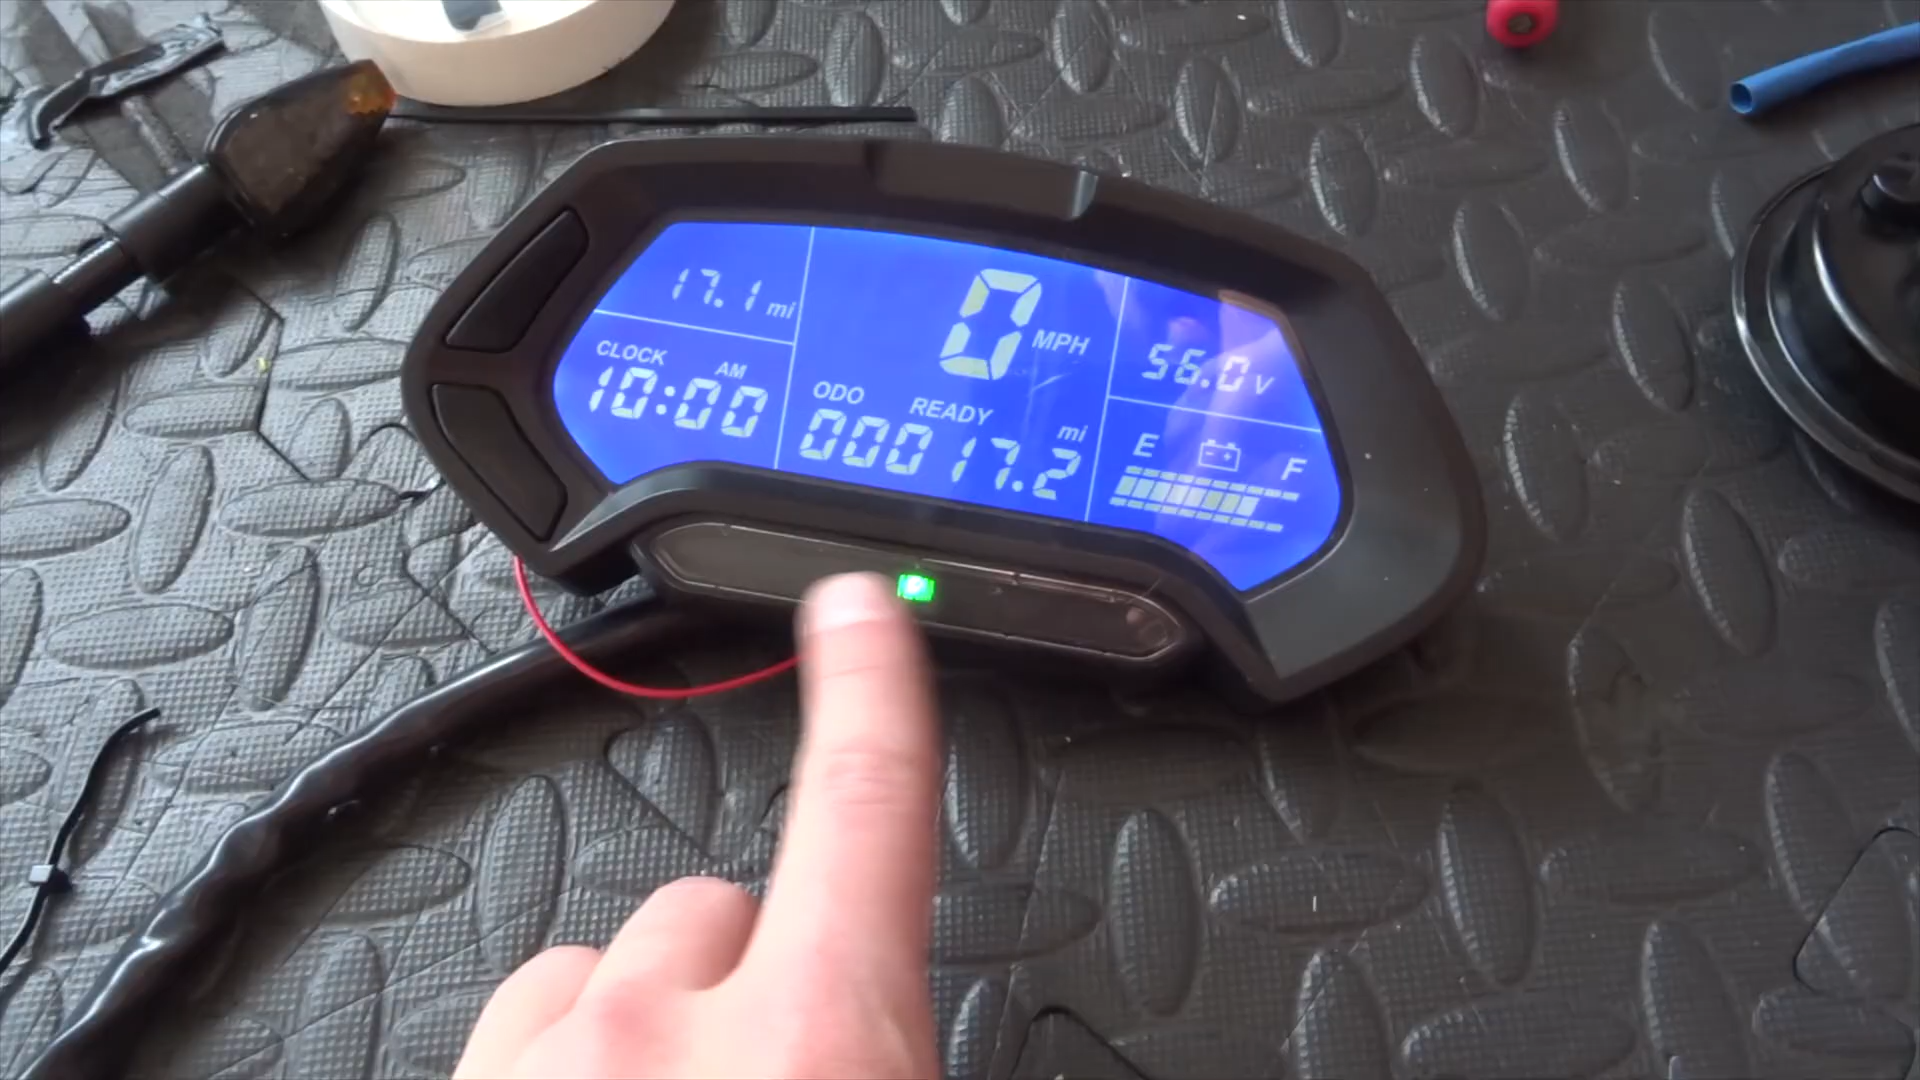 17.1 mi
CLOCK AM
10:00
0 MPH
ODO READY
00017.2 mi
56.0 V
E F
P